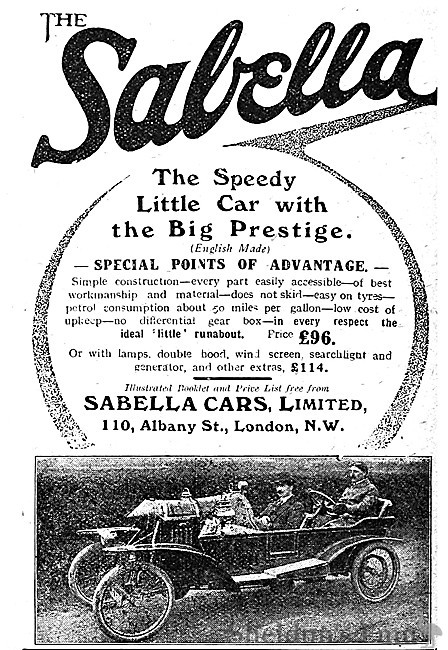 THE
Sabella
The Speedy
Little Car with
the Big Prestige.
(English Made)
— SPECIAL POINTS OF ADVANTAGE. —
Simple construction—every part easily accessible—of best
workmanship and material—does not skid—easy on tyres—
petrol consumption about 50 miles per gallon—low cost of
upkeep—no differential gear box—in every respect the
ideal 'little' runabout. Price £96.
Or with lamps, double hood, wind screen, searchlight and
generator, and other extras, £114.
Illustrated Booklet and Price List free from
SABELLA CARS, LIMITED,
110, Albany St., London, N.W.